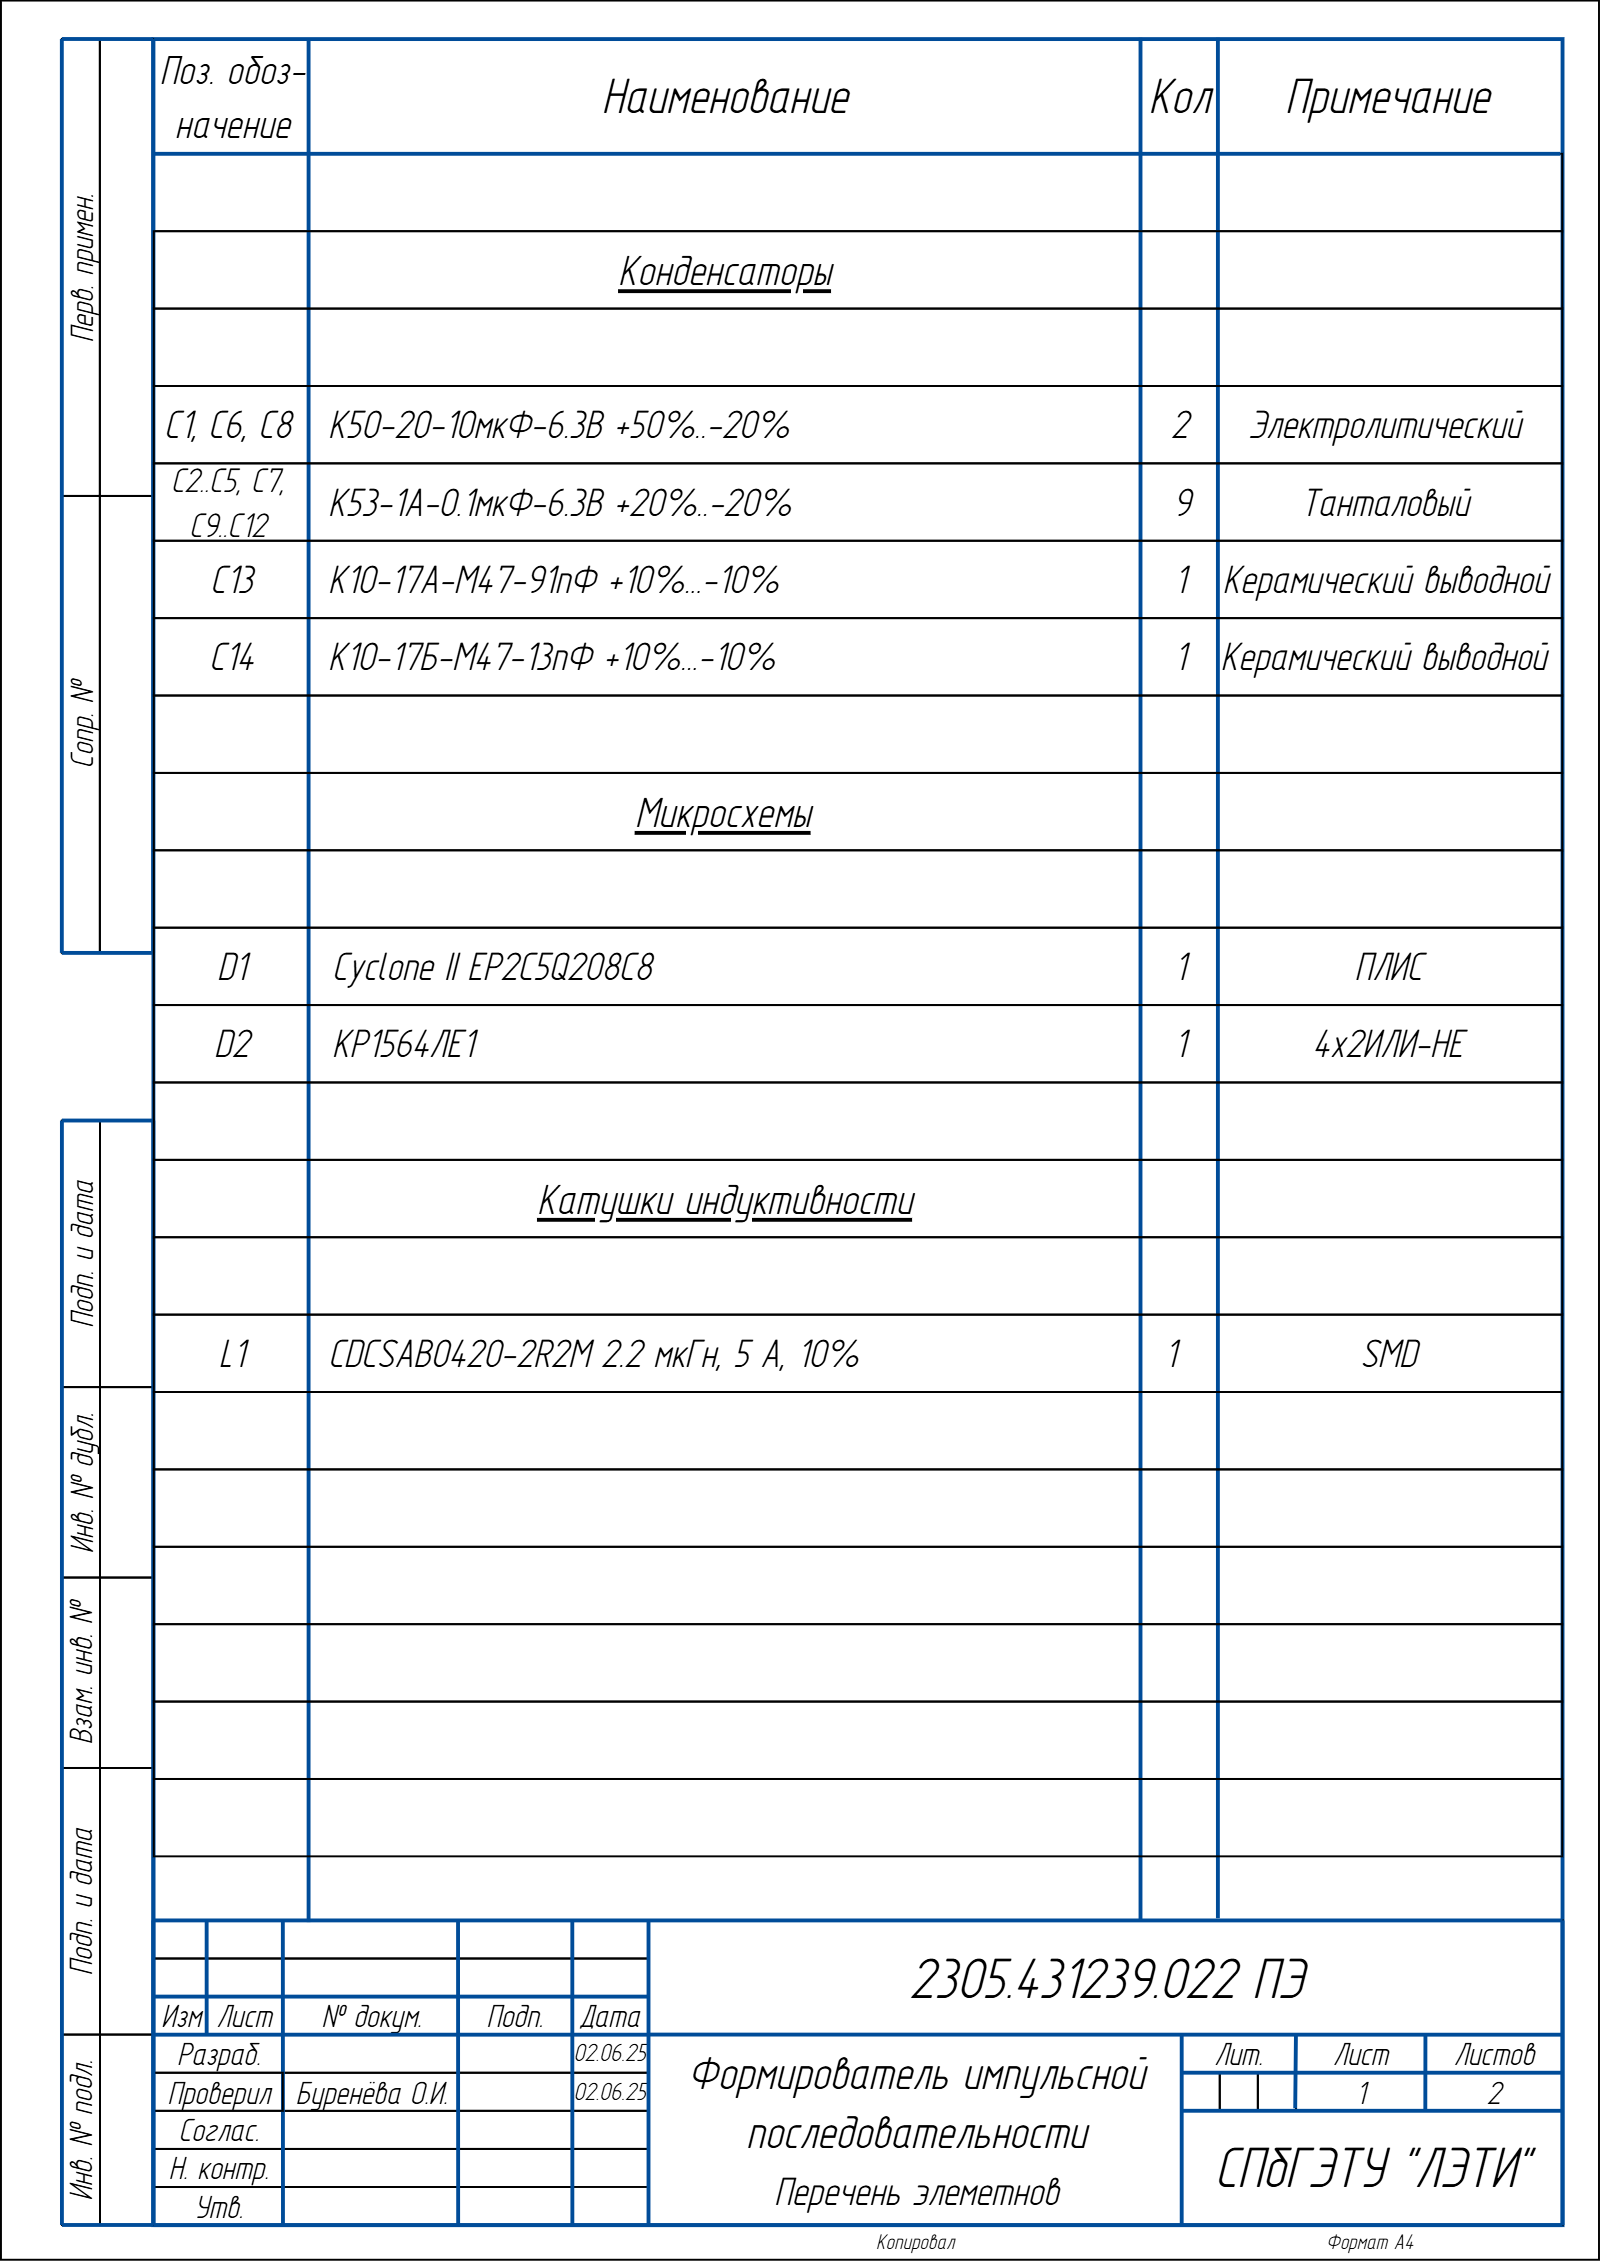 Поз. обоз-
начение
Наименование
Кол
Примечание
Конденсаторы
С1, С6, С8
К50-20-10мкФ-6.3В +50%..-20%
2
Электролитический
С2..С5, С7,
С9..С12
К53-1А-0.1мкФ-6.3В +20%..-20%
9
Танталовый
С13
К10-17А-М47-91пФ +10%...-10%
1
Керамический выводной
С14
К10-17Б-М47-13пФ +10%...-10%
1
Керамический выводной
Микросхемы
D1
Cyclone II EP2C5Q208C8
1
ПЛИС
D2
КР1564ЛЕ1
1
4х2ИЛИ-НЕ
Катушки индуктивности
L1
CDCSAB0420-2R2M 2.2 мкГн, 5 А, 10%
1
SMD
Перв. примен.
Сопр. №
Подп. и дата
Инв. № дубл.
Взам. инв. №
Подп. и дата
Инв. № подл.
2305.431239.022 ПЭ
Изм
Лист
№ докум.
Подп.
Дата
Разраб.
02.06.25
Проверил
Буренёва О.И.
02.06.25
Соглас.
Н. контр.
Утв.
Формирователь импульсной
последовательности
Перечень элеметнов
Лит.
Лист
Листов
1
2
СПбГЭТУ "ЛЭТИ"
Копировал
Формат А4